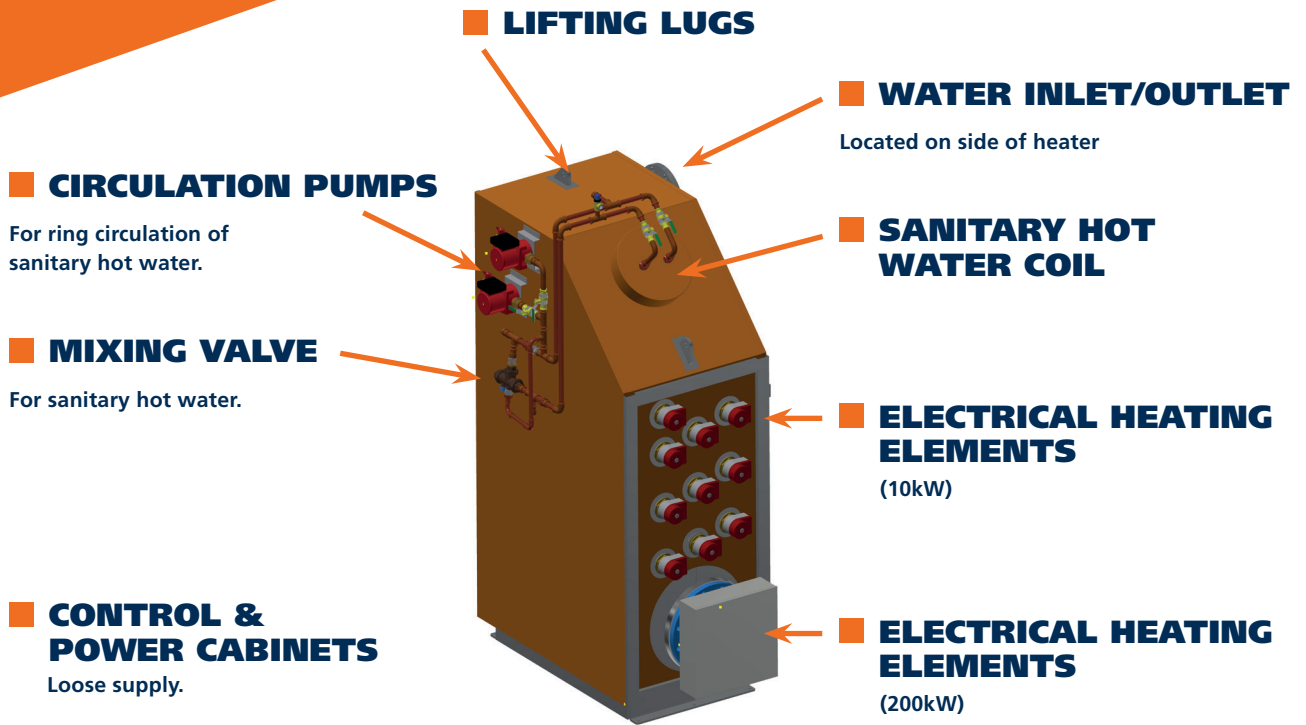 LIFTING LUGS
WATER INLET/OUTLET
Located on side of heater
CIRCULATION PUMPS
For ring circulation of
sanitary hot water.
SANITARY HOT
WATER COIL
MIXING VALVE
For sanitary hot water.
ELECTRICAL HEATING
ELEMENTS
(10kW)
CONTROL &
POWER CABINETS
Loose supply.
ELECTRICAL HEATING
ELEMENTS
(200kW)